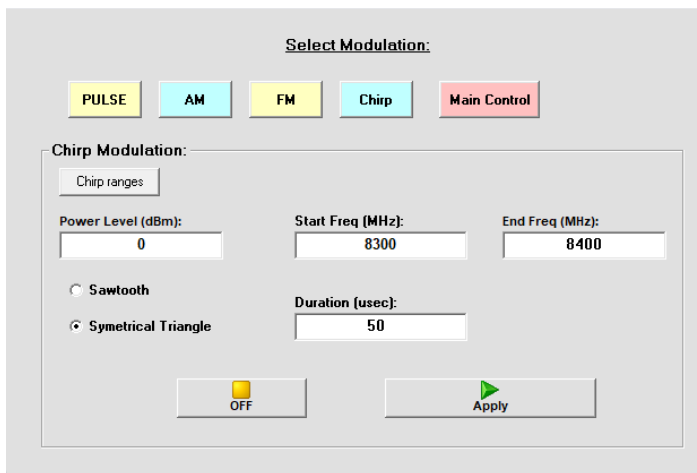 Select Modulation:
PULSE AM FM Chirp Main Control
Chirp Modulation:
Chirp ranges
Power Level (dBm): Start Freq (MHz): End Freq (MHz):
0 8300 8400
Sawtooth
Duration (usec):
Symetrical Triangle 50
OFF Apply